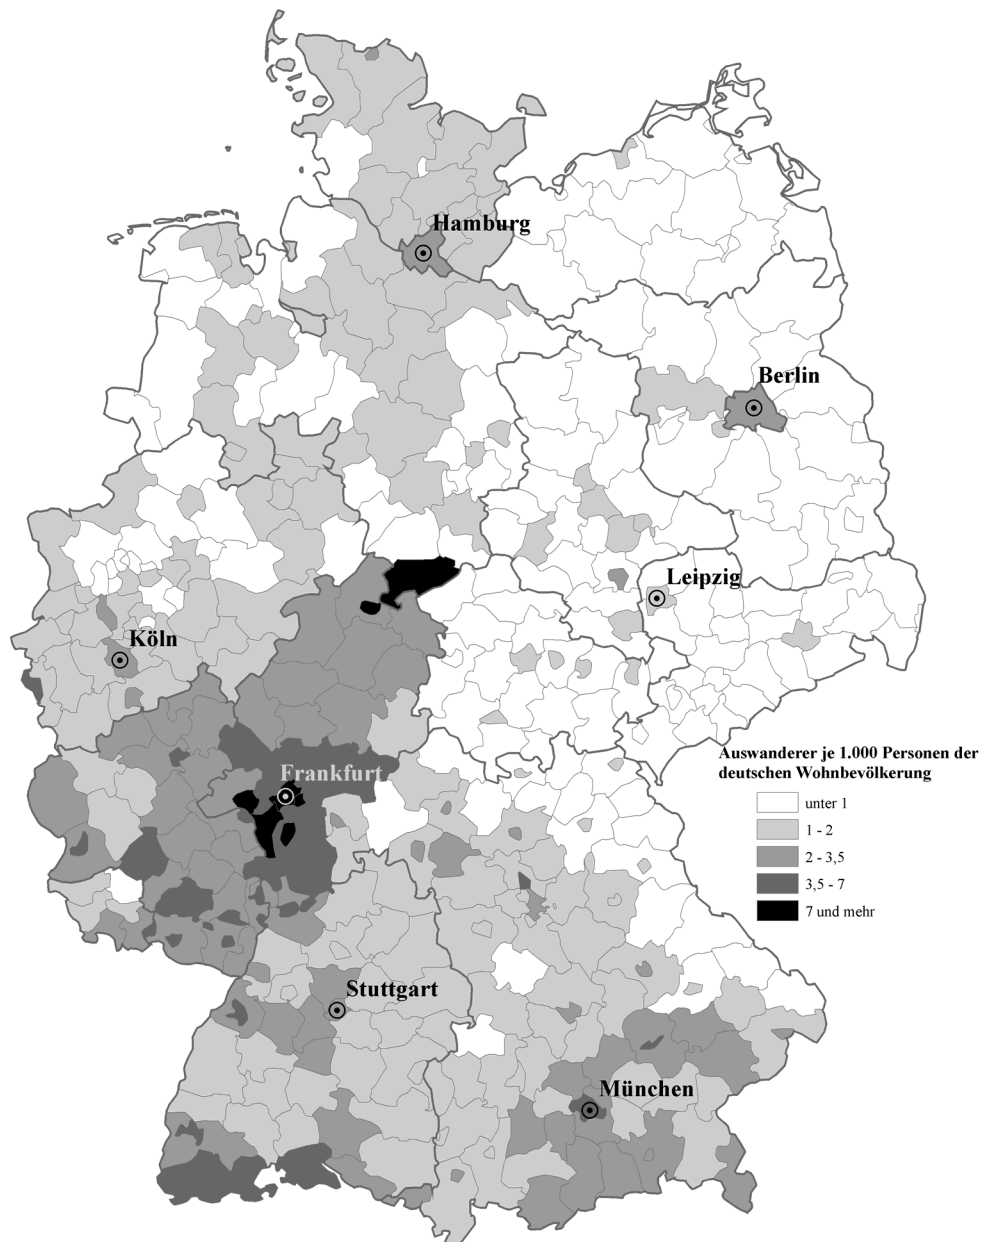 Hamburg
Berlin
Leipzig
Köln
Auswanderer je 1.000 Personen der
deutschen Wohnbevölkerung
Frankfurt
unter 1
1 - 2
2 - 3,5
3,5 - 7
7 und mehr
Stuttgart
München